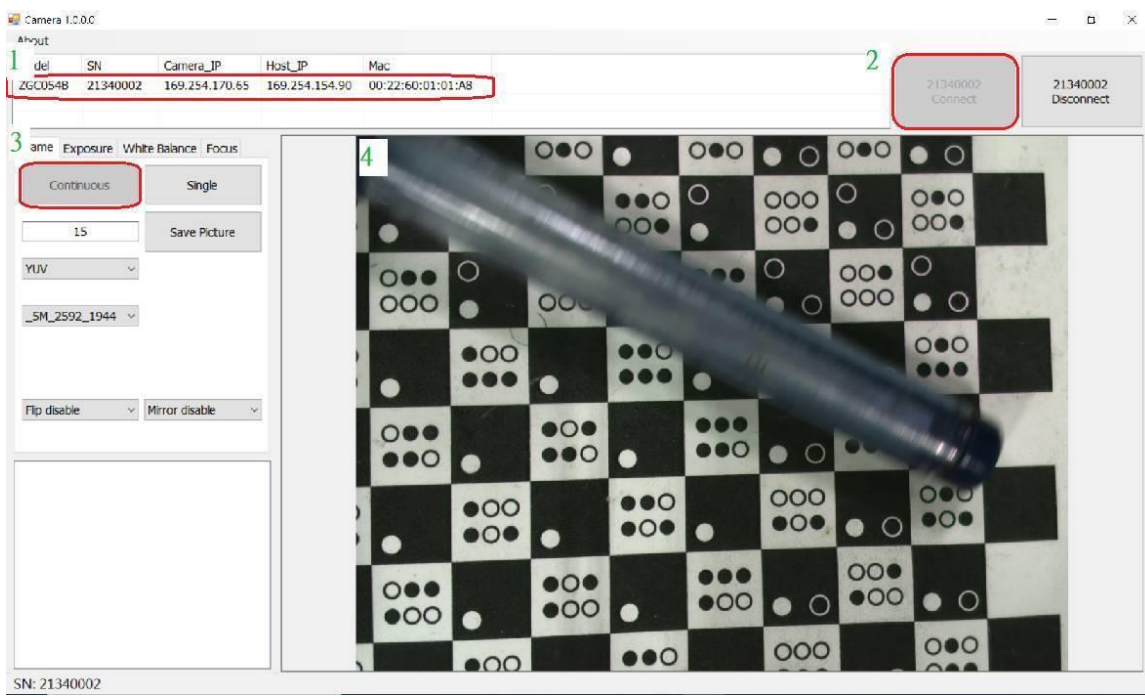 Camera 1.0.0.0
About
1
2
del SN Camera_IP Host_IP Mac
ZGC054B 21340002 169.254.170.65 169.254.154.90 00:22:60:01:01:A8
21340002
Connect
21340002
Disconnect
3
ame Exposure White Balance Focus
4
Continuous Single
15 Save Picture
YUV
_5M_2592_1944
Flip disable Mirror disable
SN: 21340002